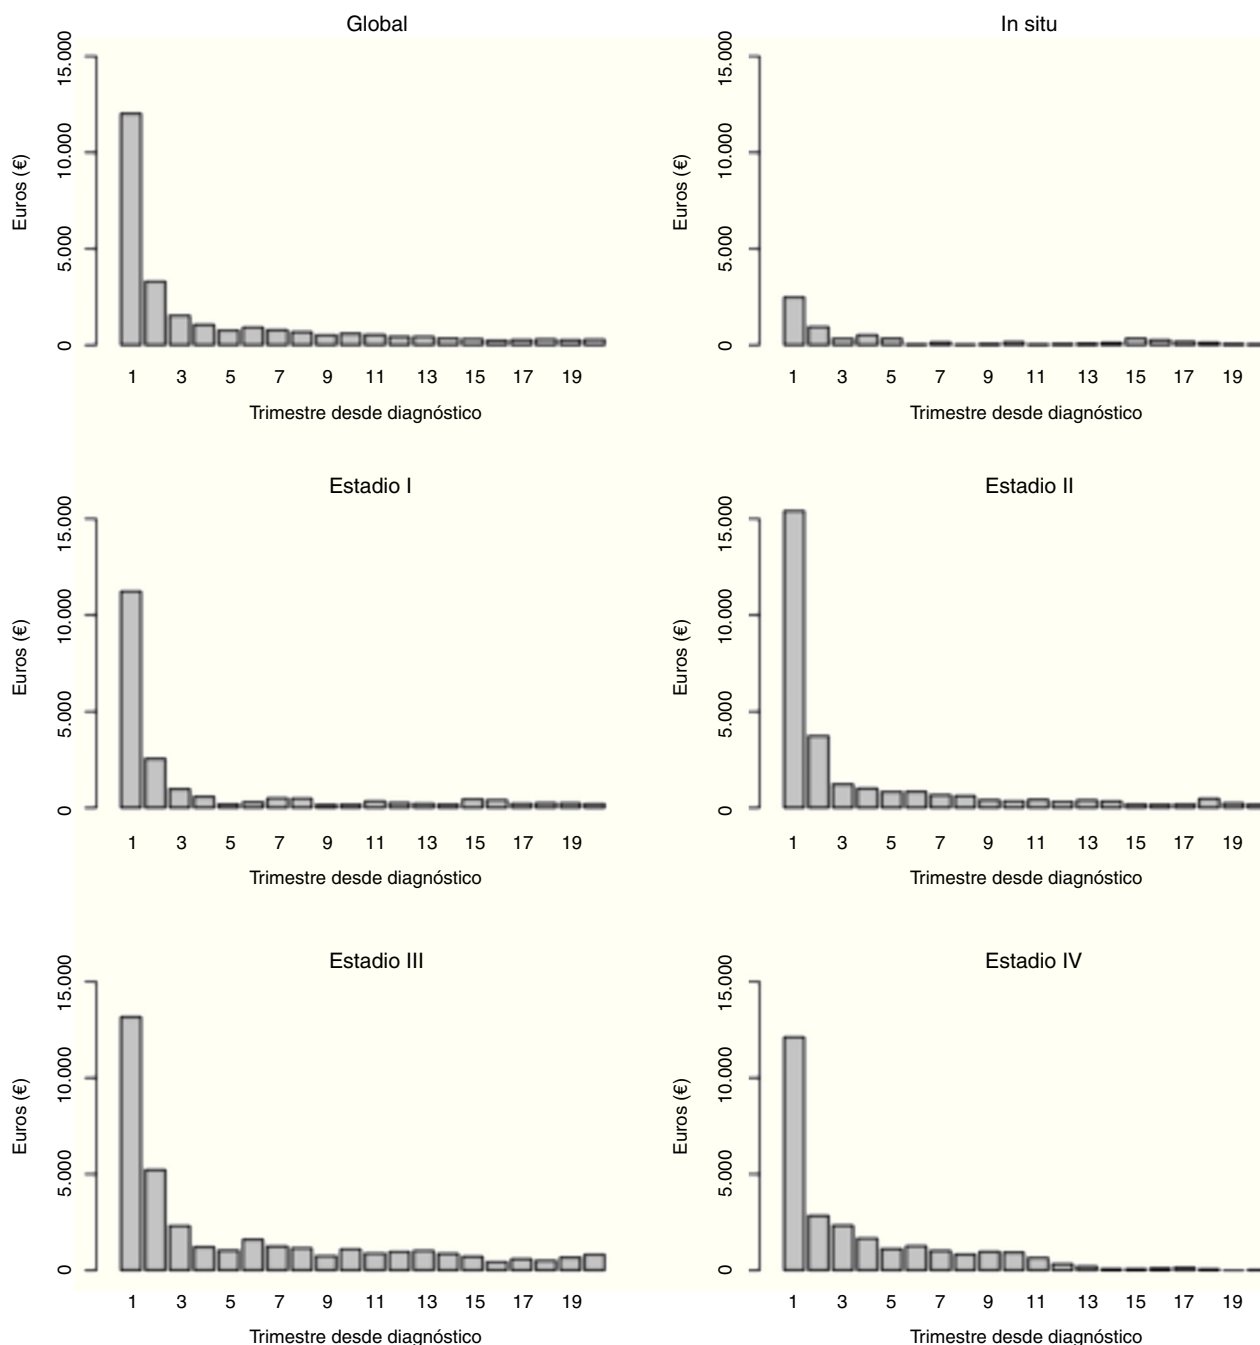 Global
15.000
10.000
5.000
0
Euros (€)
1 3 5 7 9 11 13 15 17 19
Trimestre desde diagnóstico
In situ
15.000
10.000
5.000
0
Euros (€)
1 3 5 7 9 11 13 15 17 19
Trimestre desde diagnóstico
Estadio I
15.000
10.000
5.000
0
Euros (€)
1 3 5 7 9 11 13 15 17 19
Trimestre desde diagnóstico
Estadio II
15.000
10.000
5.000
0
Euros (€)
1 3 5 7 9 11 13 15 17 19
Trimestre desde diagnóstico
Estadio III
15.000
10.000
5.000
0
Euros (€)
1 3 5 7 9 11 13 15 17 19
Trimestre desde diagnóstico
Estadio IV
15.000
10.000
5.000
0
Euros (€)
1 3 5 7 9 11 13 15 17 19
Trimestre desde diagnóstico